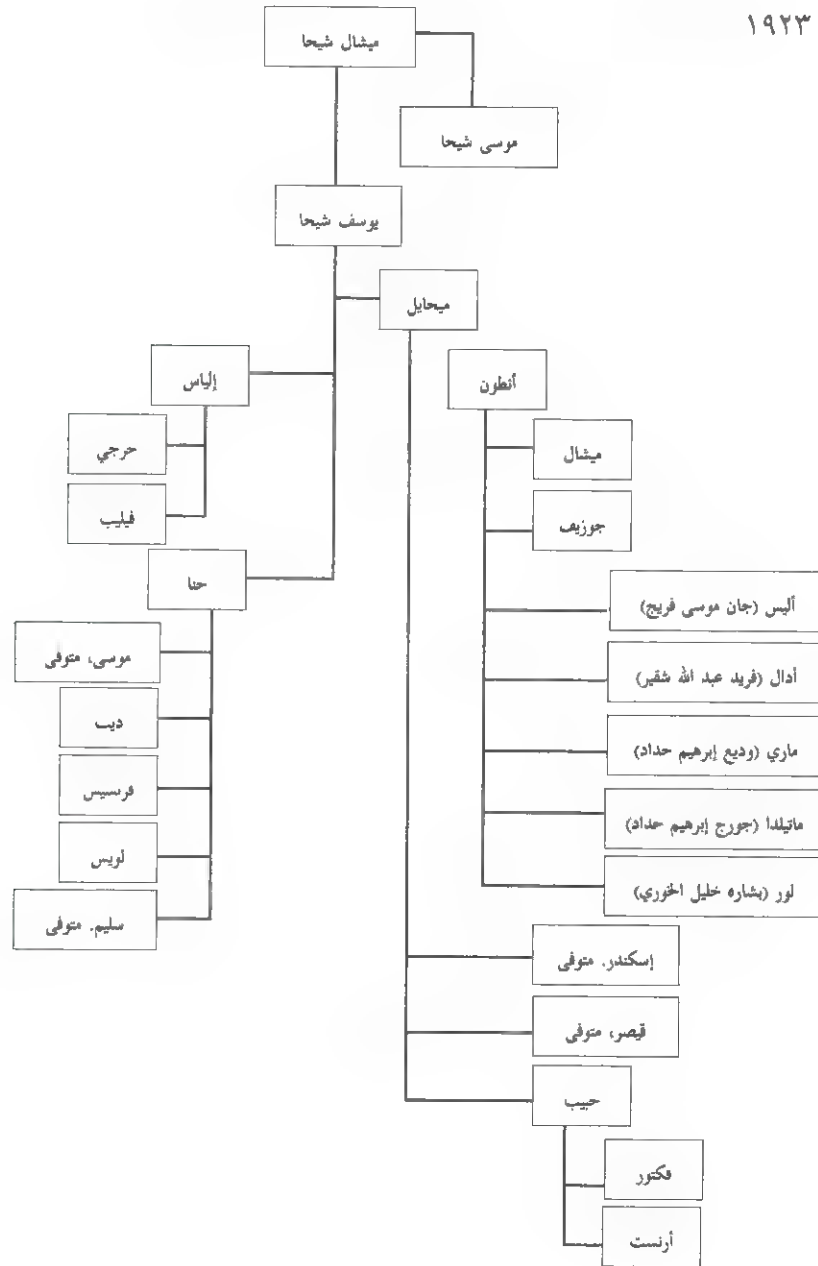 ١٩٢٣
ميشال شيحا
موسى شيحا
يوسف شيحا
ميحايل
إلياس
حرجي
فيليب
حنا
موسى، متوفى
ديب
فرسيس
لويس
سليم. متوفى
أنطون
ميشال
جوزيف
أليس (جان موسى فريج)
أدال (فريد عبد الله شقير)
ماري (وديع إبرهيم حداد)
ماتيلدا (جورج إبرهيم حداد)
لور (بشاره خليل الخوري)
إسكندر. متوفى
قيصر، متوفى
حبيب
فكتور
أرنست